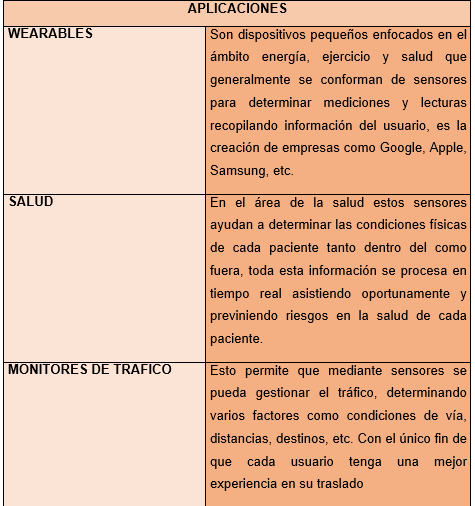 APLICACIONES
WEARABLES
Son dispositivos pequeños enfocados en el
ámbito energía, ejercicio y salud que
generalmente se conforman de sensores
para determinar mediciones y lecturas
recopilando información del usuario, es la
creación de empresas como Google, Apple,
Samsung, etc.
SALUD
En el área de la salud estos sensores
ayudan a determinar las condiciones físicas
de cada paciente tanto dentro del como
fuera, toda esta información se procesa en
tiempo real asistiendo oportunamente y
previniendo riesgos en la salud de cada
paciente.
MONITORES DE TRAFICO
Esto permite que mediante sensores se
pueda gestionar el tráfico, determinando
varios factores como condiciones de vía,
distancias, destinos, etc. Con el único fin de
que cada usuario tenga una mejor
experiencia en su traslado